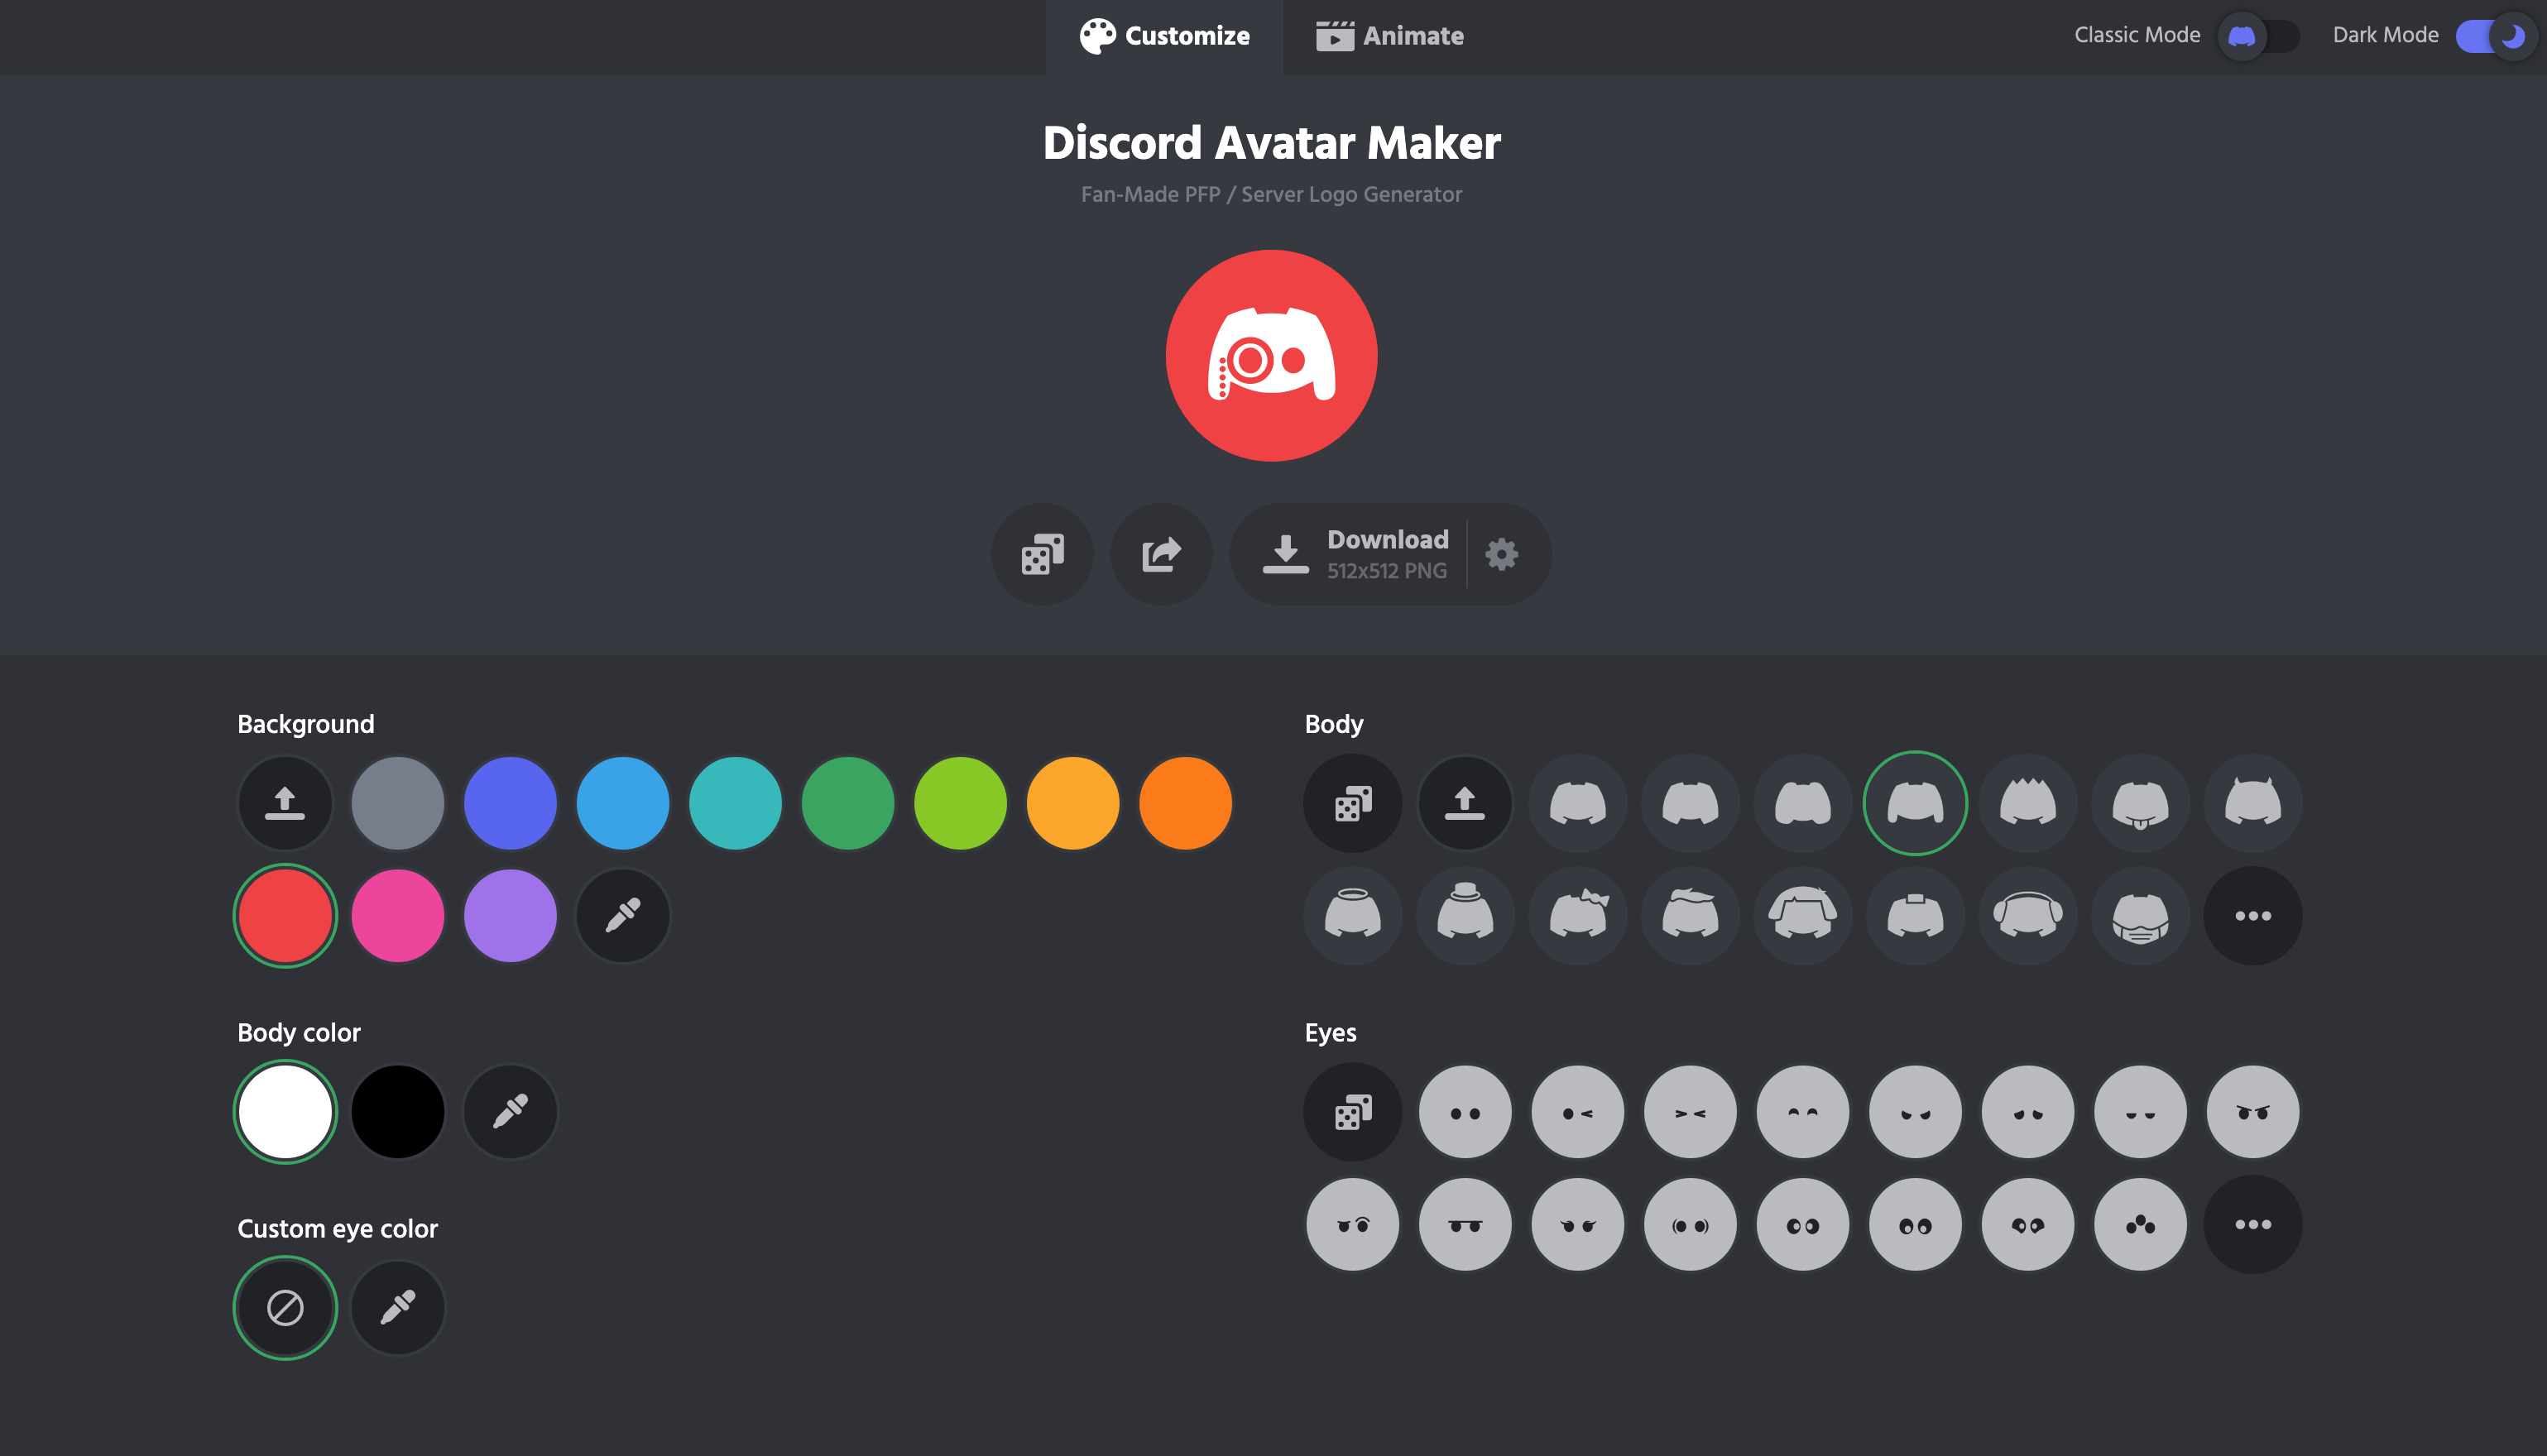 Customize
Animate
Classic Mode
Dark Mode
Discord Avatar Maker
Fan-Made PFP / Server Logo Generator
Download
512x512 PNG
Background
Body
Body color
Eyes
Custom eye color